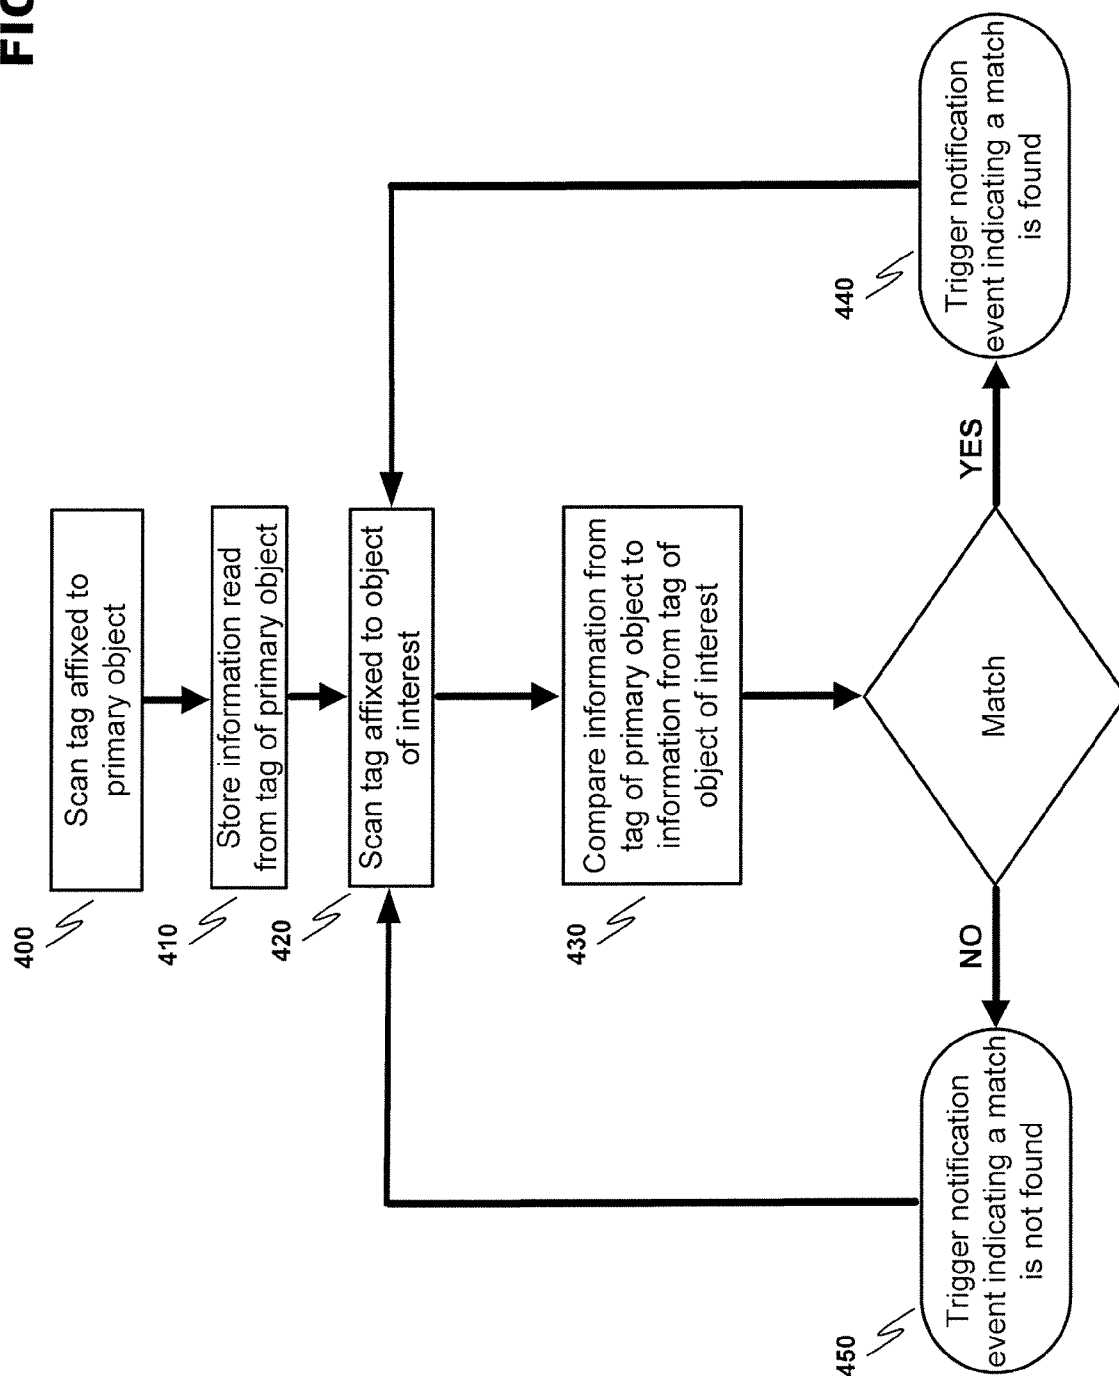 FIG
400
Scan tag affixed to
primary object
410
Store information read
from tag of primary object
420
Scan tag affixed to object
of interest
430
Compare information from
tag of primary object to
information from tag of
object of interest
Match
NO
YES
450
Trigger notification
event indicating a match
is not found
440
Trigger notification
event indicating a match
is found